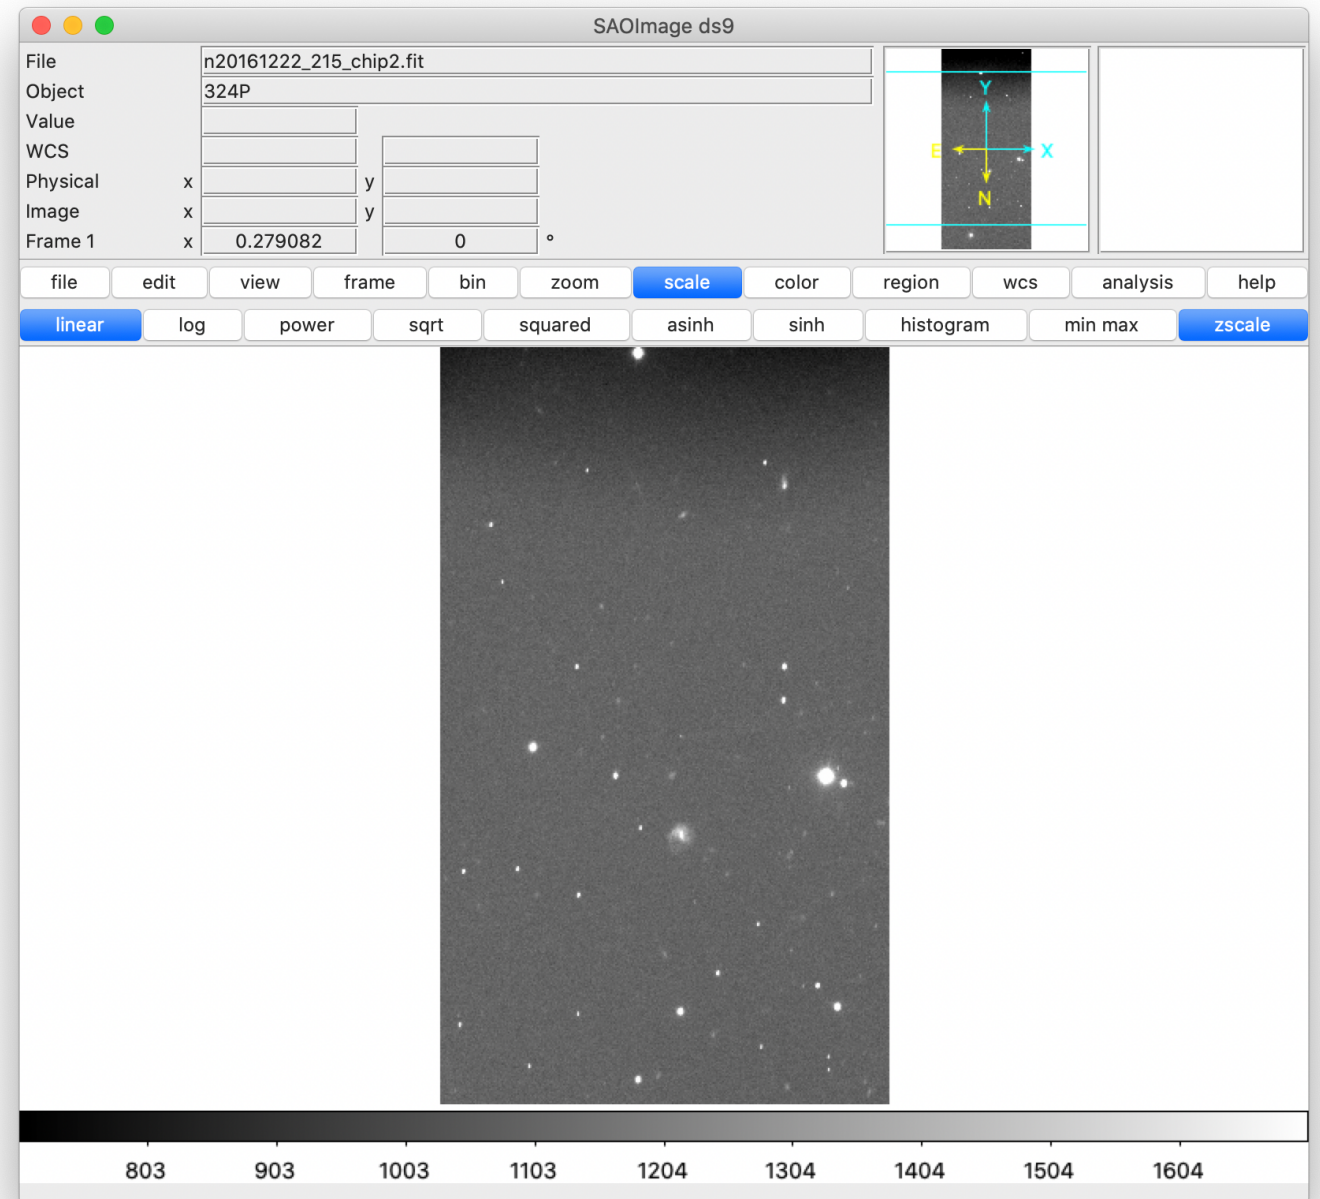 SAOImage ds9
File n20161222_215_chip2.fit
Object 324P
Value
WCS
Physical x y
Image x y
Frame 1 x 0.279082 0 °
Y
E X
N
file edit view frame bin zoom scale color region wcs analysis help
linear log power sqrt squared asinh sinh histogram min max zscale
803 903 1003 1103 1204 1304 1404 1504 1604